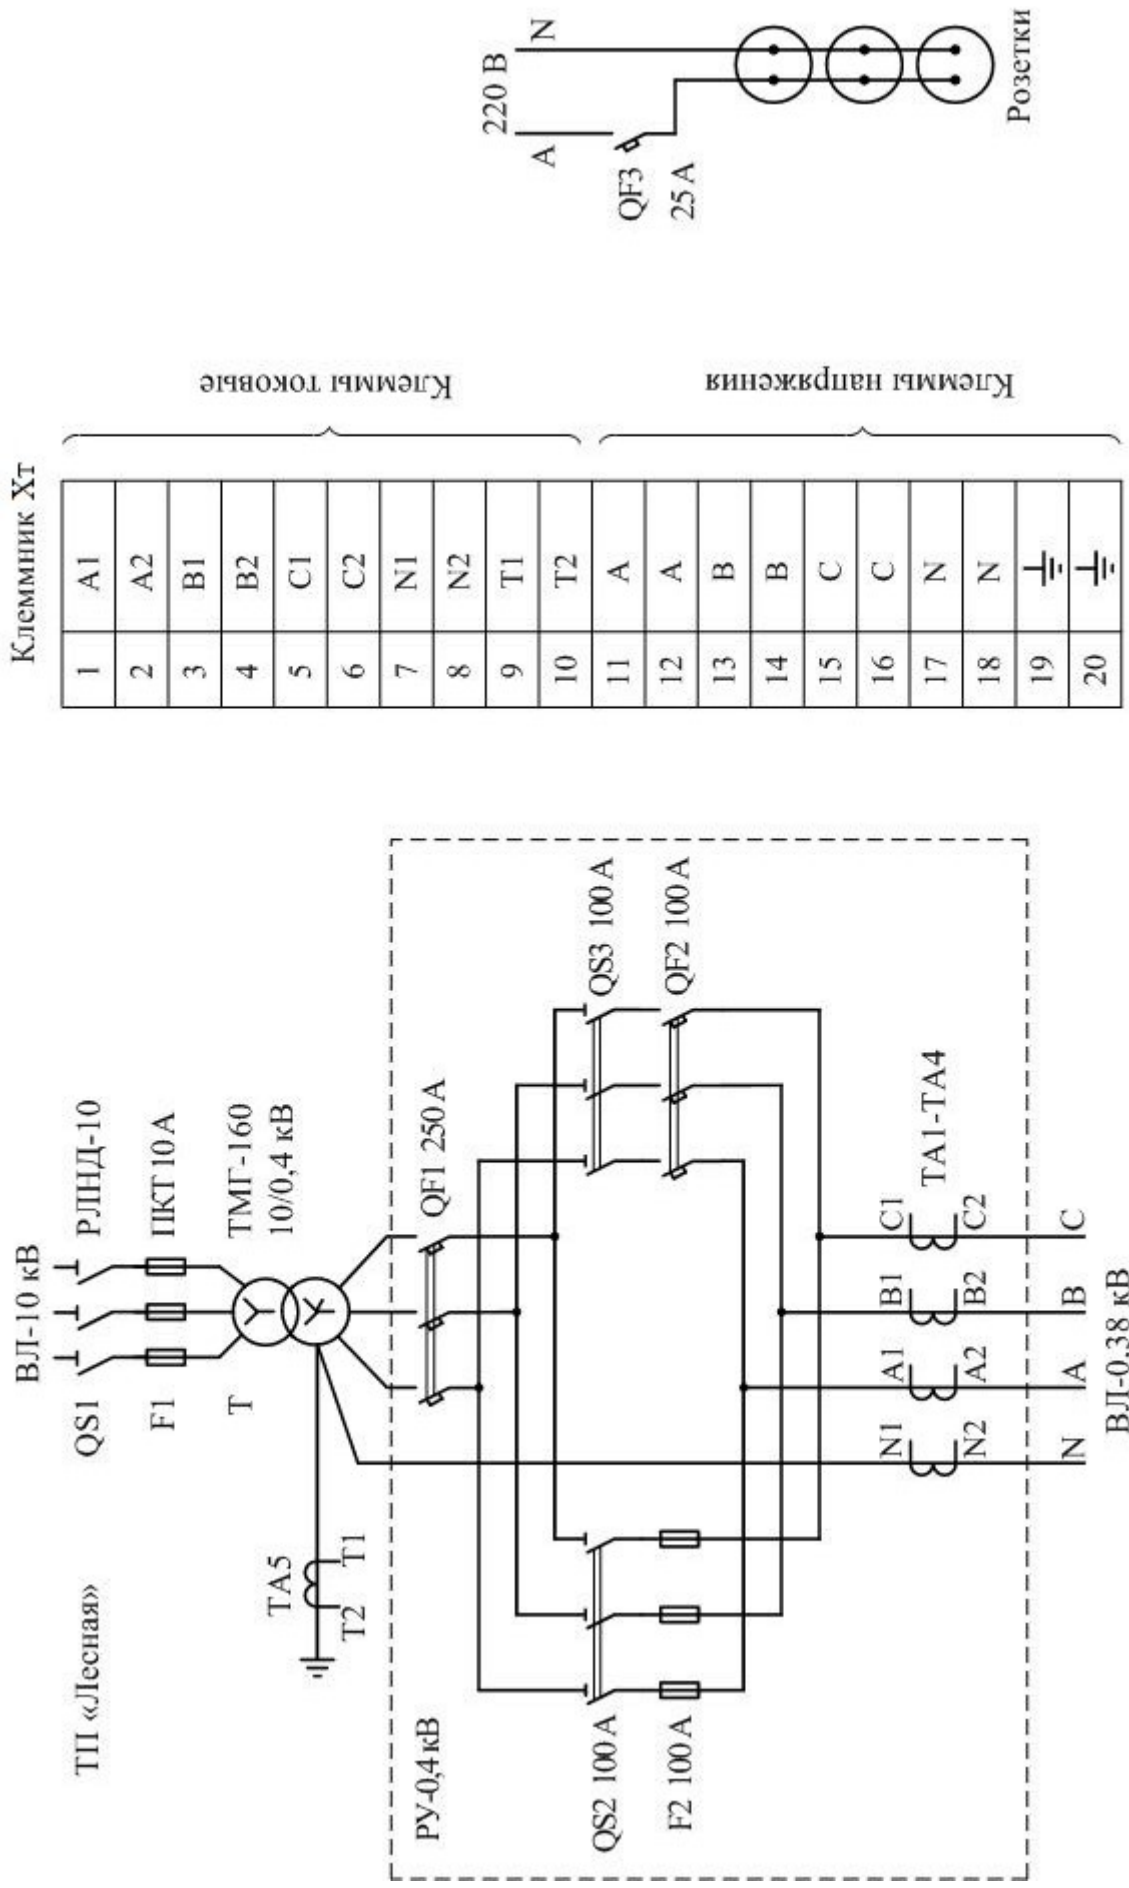 ТП «Лесная»
ВЛ-10 кВ
QS1
РЛНД-10
F1
ПКТ 10 А
Т
ТМГ-160
10/0,4 кВ
ТА5
Т2
Т1
РУ-0,4 кВ
QF1 250 А
QS2 100 А
QS3 100 А
F2 100 А
QF2 100 А
N1
A1
B1
C1
ТА1-ТА4
N2
A2
B2
C2
N
A
B
C
ВЛ-0,38 кВ
Клеммник Хт
1 A1
2 A2
3 B1
4 B2
5 C1
6 C2
7 N1
8 N2
9 T1
10 T2
11 A
12 A
13 B
14 B
15 C
16 C
17 N
18 N
19
20
Клеммы токовые
Клеммы напряжения
220 В
A
N
QF3
25 А
Розетки